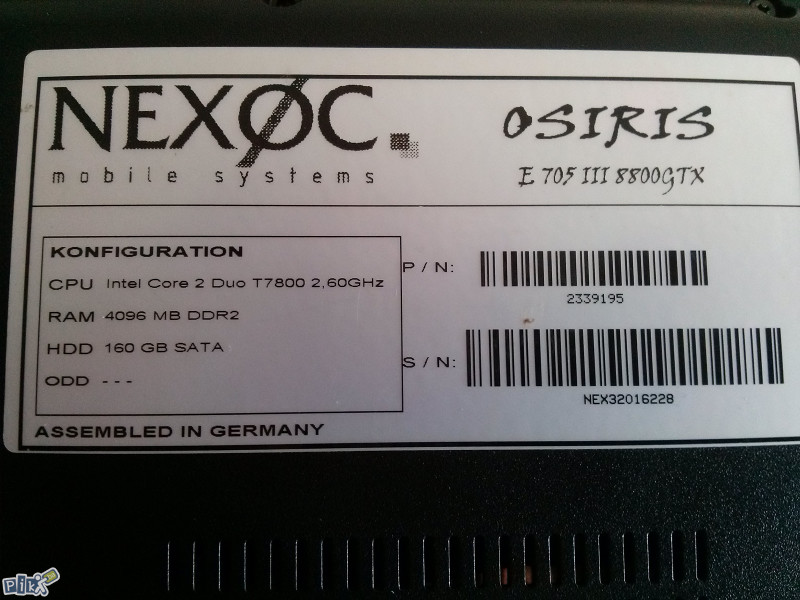 NEXØC.
mobile systems
OSIRIS
E 705 III 8800GTX
KONFIGURATION
CPU Intel Core 2 Duo T7800 2,60GHz
RAM 4096 MB DDR2
HDD 160 GB SATA
ODD ---
P / N:
2339195
S / N:
NEX32016228
ASSEMBLED IN GERMANY
pik